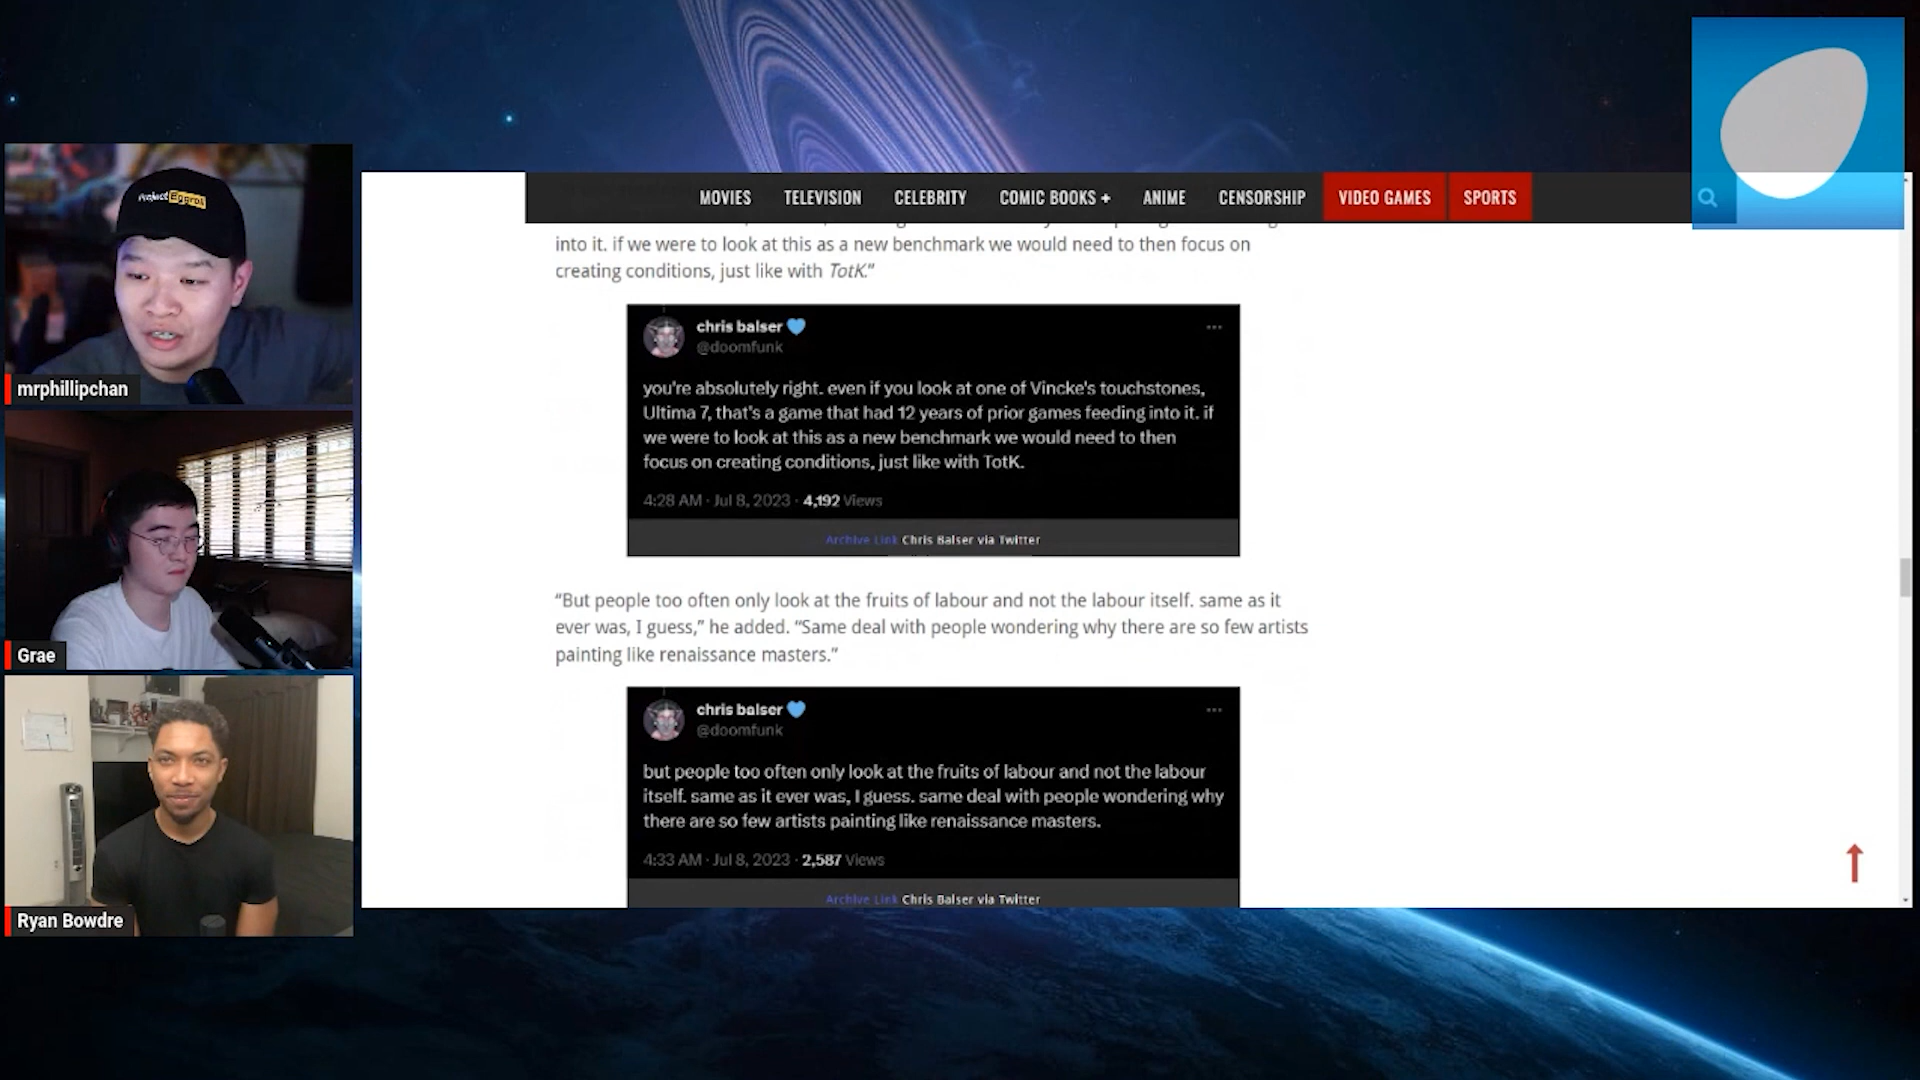 Project Eggroll
mrphillipchan
Grae
Ryan Bowdre
MOVIES TELEVISION CELEBRITY COMIC BOOKS + ANIME CENSORSHIP VIDEO GAMES SPORTS
into it. if we were to look at this as a new benchmark we would need to then focus on
creating conditions, just like with TotK.”
chris balser
@doomfunk
you're absolutely right. even if you look at one of Vincke's touchstones,
Ultima 7, that's a game that had 12 years of prior games feeding into it. if
we were to look at this as a new benchmark we would need to then
focus on creating conditions, just like with TotK.
4:28 AM · Jul 8, 2023 · 4,192 Views
Archive Link Chris Balser via Twitter
“But people too often only look at the fruits of labour and not the labour itself. same as it
ever was, I guess,” he added. “Same deal with people wondering why there are so few artists
painting like renaissance masters.”
chris balser
@doomfunk
but people too often only look at the fruits of labour and not the labour
itself. same as it ever was, I guess. same deal with people wondering why
there are so few artists painting like renaissance masters.
4:33 AM · Jul 8, 2023 · 2,587 Views
Archive Link Chris Balser via Twitter